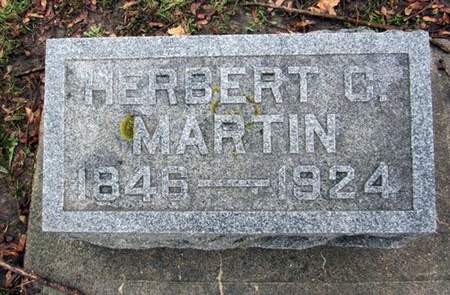 HERBERT C.
MARTIN
1846 — 1924